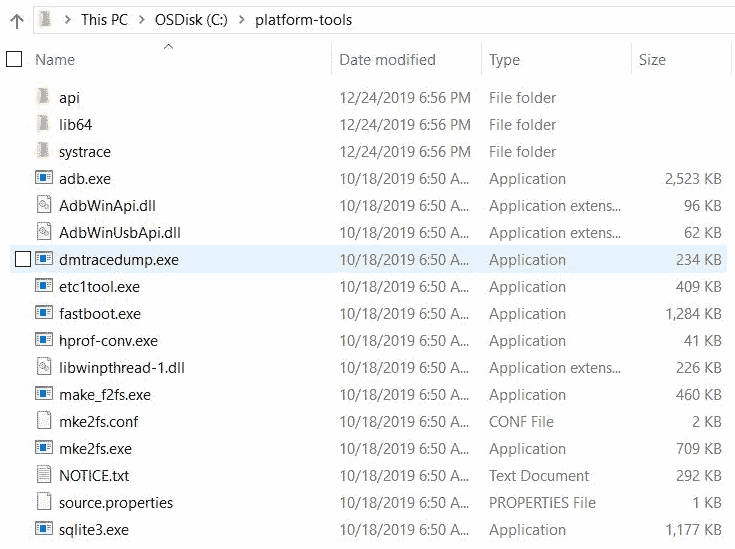 This PC > OSDisk (C:) > platform-tools
Name Date modified Type Size
api 12/24/2019 6:56 PM File folder
lib64 12/24/2019 6:56 PM File folder
systrace 12/24/2019 6:56 PM File folder
adb.exe 10/18/2019 6:50 A... Application 2,523 KB
AdbWinApi.dll 10/18/2019 6:50 A... Application extens... 96 KB
AdbWinUsbApi.dll 10/18/2019 6:50 A... Application extens... 62 KB
dmtracedump.exe 10/18/2019 6:50 A... Application 234 KB
etc1tool.exe 10/18/2019 6:50 A... Application 409 KB
fastboot.exe 10/18/2019 6:50 A... Application 1,284 KB
hprof-conv.exe 10/18/2019 6:50 A... Application 41 KB
libwinpthread-1.dll 10/18/2019 6:50 A... Application extens... 226 KB
make_f2fs.exe 10/18/2019 6:50 A... Application 460 KB
mke2fs.conf 10/18/2019 6:50 A... CONF File 2 KB
mke2fs.exe 10/18/2019 6:50 A... Application 709 KB
NOTICE.txt 10/18/2019 6:50 A... Text Document 292 KB
source.properties 10/18/2019 6:50 A... PROPERTIES File 1 KB
sqlite3.exe 10/18/2019 6:50 A... Application 1,177 KB